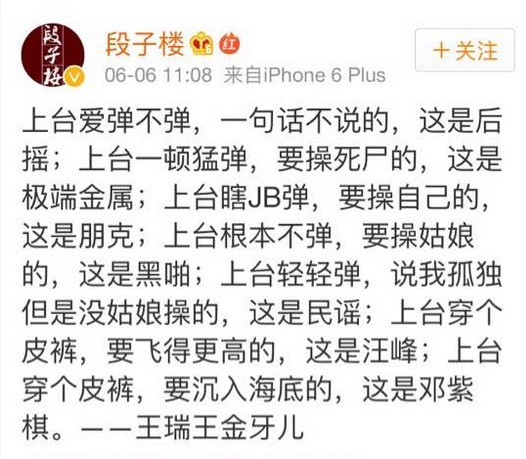 段子楼
红
+关注
06-06 11:08 来自iPhone 6 Plus
段子楼
上台爱弹不弹，一句话不说的，这是后
摇；上台一顿猛弹，要操死尸的，这是
极端金属；上台瞎JB弹，要操自己的，
这是朋克；上台根本不弹，要操姑娘
的，这是黑啪；上台轻轻弹，说我孤独
但是没姑娘操的，这是民谣；上台穿个
皮裤，要飞得更高的，这是汪峰；上台
穿个皮裤，要沉入海底的，这是邓紫
棋。——王瑞王金牙儿